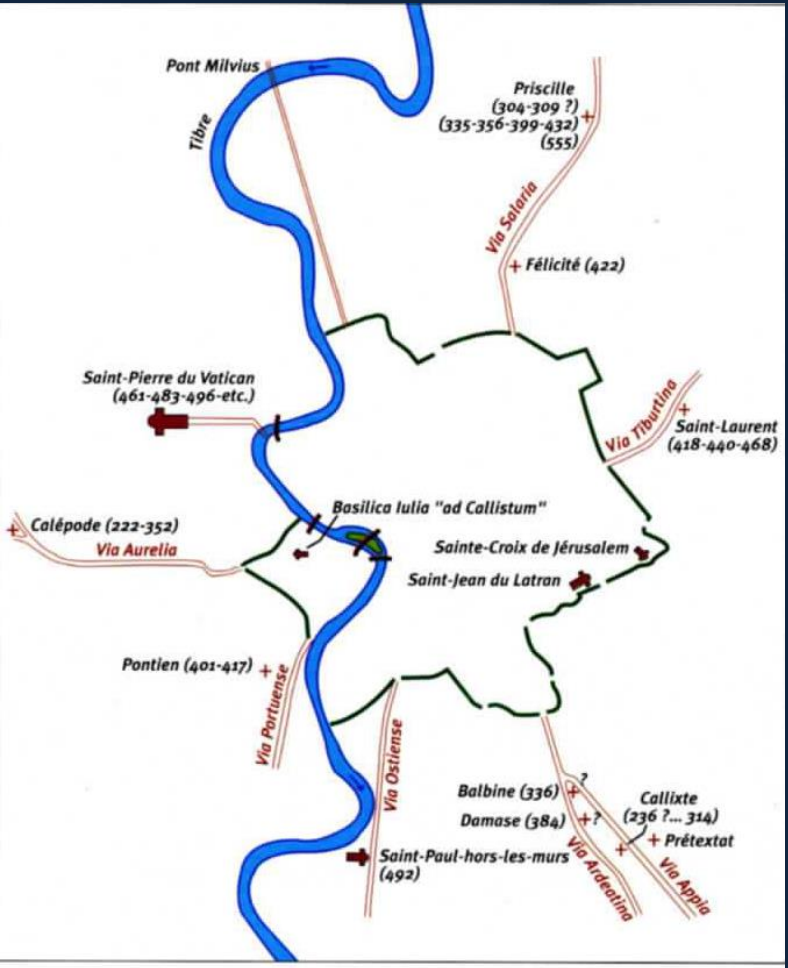 Pont Milvius
Tibre
Priscille
(304-309 ?)
(335-356-399-432)
(555)
Via Salaria
Félicité (422)
Saint-Pierre du Vatican
(461-483-496-etc.)
Via Tiburtina
Saint-Laurent
(418-440-468)
Basilica Iulia "ad Callistum"
Calépode (222-352)
Via Aurelia
Sainte-Croix de Jérusalem
Saint-Jean du Latran
Pontien (401-417)
Via Portuense
Via Ostiense
Balbine (336)
?
Damase (384)
?
Callixte
(236 ?... 314)
Prétextat
Via Ardeatina
Via Appia
Saint-Paul-hors-les-murs
(492)